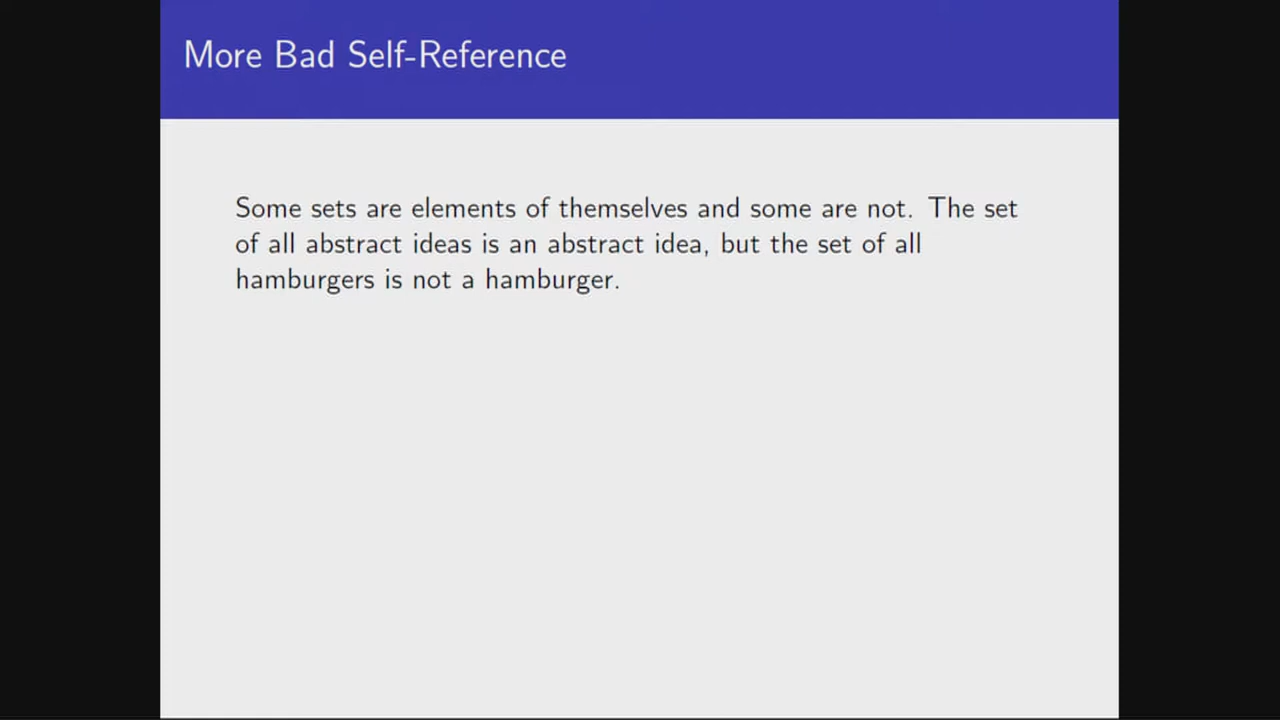 More Bad Self-Reference
Some sets are elements of themselves and some are not. The set
of all abstract ideas is an abstract idea, but the set of all
hamburgers is not a hamburger.